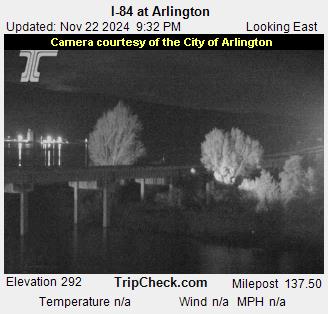 I-84 at Arlington
Updated: Nov 22 2024 9:32 PM Looking East
Camera courtesy of the City of Arlington
Elevation 292 TripCheck.com Milepost 137.50
Temperature n/a Wind n/a MPH n/a